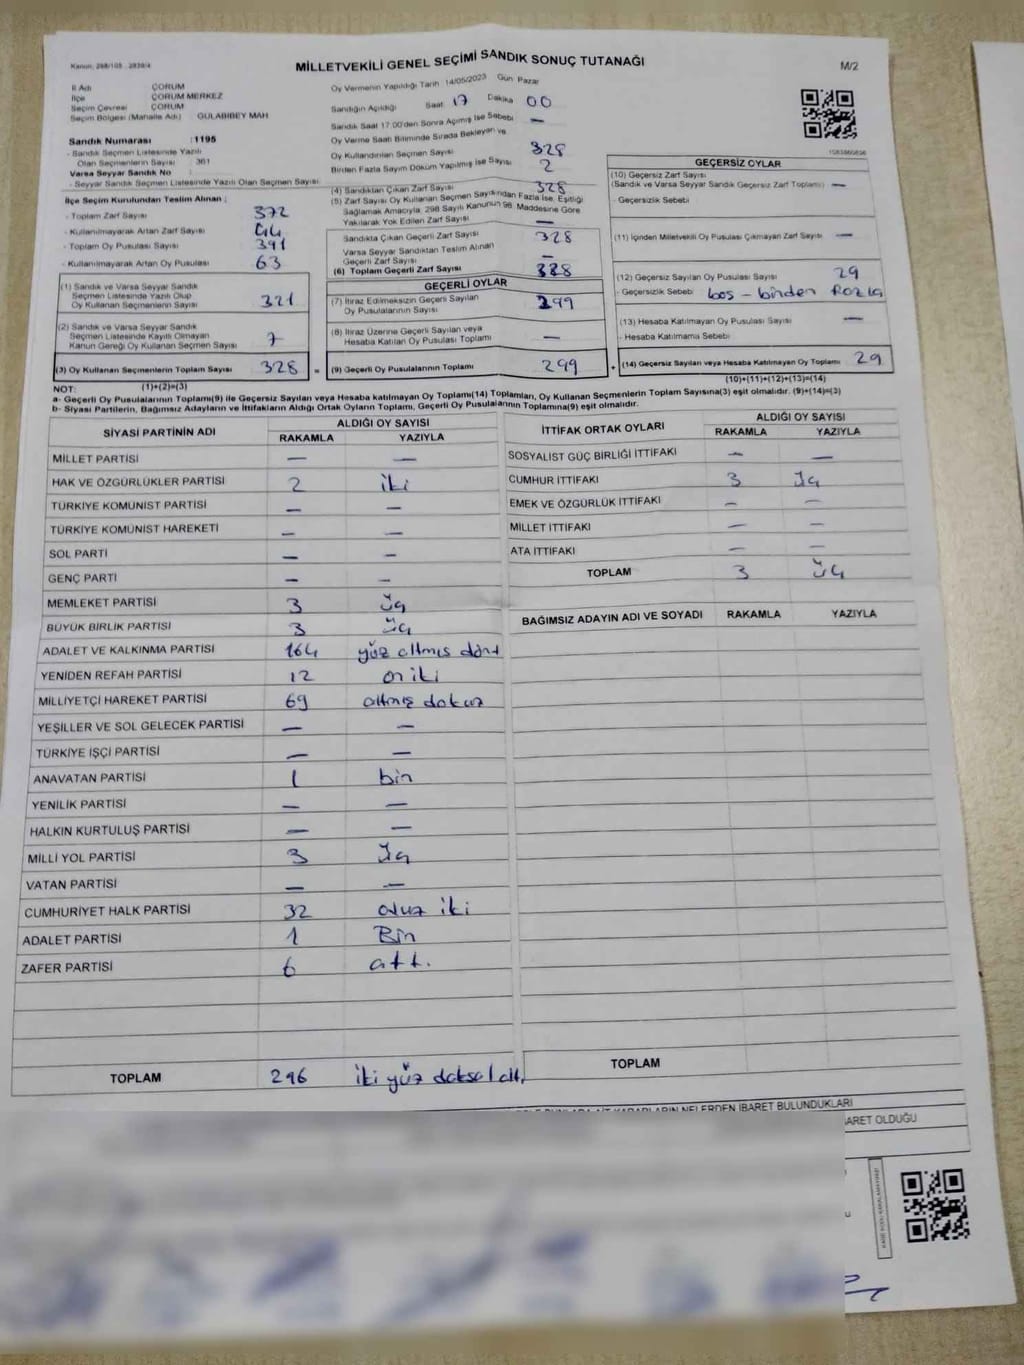 Kanun: 298/105 - 2839/4
MİLLETVEKİLİ GENEL SEÇİMİ SANDIK SONUÇ TUTANAĞI
M/2
İl Adı ÇORUM
İlçe ÇORUM MERKEZ
Seçim Çevresi ÇORUM
Seçim Bölgesi (Mahalle Adı) GULABİBEY MAH
Sandık Numarası : 1195
- Sandık Seçmen Listesinde Yazılı
Olan Seçmenlerin Sayısı : 361
Varsa Seyyar Sandık No :
- Seyyar Sandık Seçmen Listesinde Yazılı Olan Seçmen Sayısı
İlçe Seçim Kurulundan Teslim Alınan :
- Toplam Zarf Sayısı 372
- Kullanılmayarak Artan Zarf Sayısı 44
- Toplam Oy Pusulası Sayısı 391
- Kullanılmayarak Artan Oy Pusulası 63
(1) Sandık ve Varsa Seyyar Sandık
Seçmen Listesinde Yazılı Olup
Oy Kullanan Seçmenlerin Sayısı 321
(2) Sandık ve Varsa Seyyar Sandık
Seçmen Listesinde Kayıtlı Olmayan
Kanun Gereği Oy Kullanan Seçmen Sayısı 7
(3) Oy Kullanan Seçmenlerin Toplam Sayısı 328 =
(1)+(2)=(3)
Oy Vermenin Yapıldığı Tarih 14/05/2023 Gün Pazar
Sandığın Açıldığı Saat 17 Dakika 00
Sandık Saat 17:00'den Sonra Açılmış İse Sebebi —
Oy Verme Saati Bitiminde Sırada Bekleyen ve
Oy Kullandırılan Seçmen Sayısı 328
Birden Fazla Sayım Döküm Yapılmış İse Sayısı 2
(4) Sandıktan Çıkan Zarf Sayısı 328
(5) Zarf Sayısı Oy Kullanan Seçmen Sayısından Fazla İse, Eşitliği
Sağlamak Amacıyla, 298 Sayılı Kanunun 98. Maddesine Göre
Yakılarak Yok Edilen Zarf Sayısı —
Sandıkta Çıkan Geçerli Zarf Sayısı 328
Varsa Seyyar Sandıktan Teslim Alınan
Geçerli Zarf Sayısı —
(6) Toplam Geçerli Zarf Sayısı 328
GEÇERLİ OYLAR
(7) İtiraz Edilmeksizin Geçerli Sayılan
Oy Pusulalarının Sayısı 299
(8) İtiraz Üzerine Geçerli Sayılan veya
Hesaba Katılan Oy Pusulası Toplamı —
(9) Geçerli Oy Pusulalarının Toplamı 299 +
GEÇERSİZ OYLAR
(10) Geçersiz Zarf Sayısı
(Sandık ve Varsa Seyyar Sandık Geçersiz Zarf Toplamı) —
- Geçersizlik Sebebi
(11) İçinden Milletvekili Oy Pusulası Çıkmayan Zarf Sayısı —
(12) Geçersiz Sayılan Oy Pusulası Sayısı 29
- Geçersizlik Sebebi boş - birden fazla
(13) Hesaba Katılmayan Oy Pusulası Sayısı —
- Hesaba Katılmama Sebebi
(14) Geçersiz Sayılan veya Hesaba Katılmayan Oy Toplamı 29
(10)+(11)+(12)+(13)=(14)
NOT:
a- Geçerli Oy Pusulalarının Toplamı(9) ile Geçersiz Sayılan veya Hesaba katılmayan Oy Toplamı(14) Toplamları, Oy Kullanan Seçmenlerin Toplam Sayısına(3) eşit olmalıdır. (9)+(14)=(3)
b- Siyasi Partilerin, Bağımsız Adayların ve İttifakların Aldığı Ortak Oyların Toplamı, Geçerli Oy Pusulalarının Toplamına(9) eşit olmalıdır.
SİYASİ PARTİNİN ADI ALDIĞI OY SAYISI
RAKAMLA YAZIYLA
MİLLET PARTİSİ — —
HAK VE ÖZGÜRLÜKLER PARTİSİ 2 iki
TÜRKİYE KOMÜNİST PARTİSİ — —
TÜRKİYE KOMÜNİST HAREKETİ — —
SOL PARTİ — —
GENÇ PARTİ — —
MEMLEKET PARTİSİ 3 üç
BÜYÜK BİRLİK PARTİSİ 3 üç
ADALET VE KALKINMA PARTİSİ 164 yüz altmış dört
YENİDEN REFAH PARTİSİ 12 on iki
MİLLİYETÇİ HAREKET PARTİSİ 69 altmış dokuz
YEŞİLLER VE SOL GELECEK PARTİSİ — —
TÜRKİYE İŞÇİ PARTİSİ — —
ANAVATAN PARTİSİ 1 bir
YENİLİK PARTİSİ — —
HALKIN KURTULUŞ PARTİSİ — —
MİLLİ YOL PARTİSİ 3 üç
VATAN PARTİSİ — —
CUMHURİYET HALK PARTİSİ 32 otuz iki
ADALET PARTİSİ 1 Bir
ZAFER PARTİSİ 6 altı.
TOPLAM 296 iki yüz doksan altı
İTTİFAK ORTAK OYLARI ALDIĞI OY SAYISI
RAKAMLA YAZIYLA
SOSYALİST GÜÇ BİRLİĞİ İTTİFAKI — —
CUMHUR İTTİFAKI 3 üç
EMEK VE ÖZGÜRLÜK İTTİFAKI — —
MİLLET İTTİFAKI — —
ATA İTTİFAKI — —
TOPLAM 3 üç
BAĞIMSIZ ADAYIN ADI VE SOYADI RAKAMLA YAZIYLA
TOPLAM
KARARLARIN NELERDEN İBARET BULUNDUKLARI
OLDUĞU